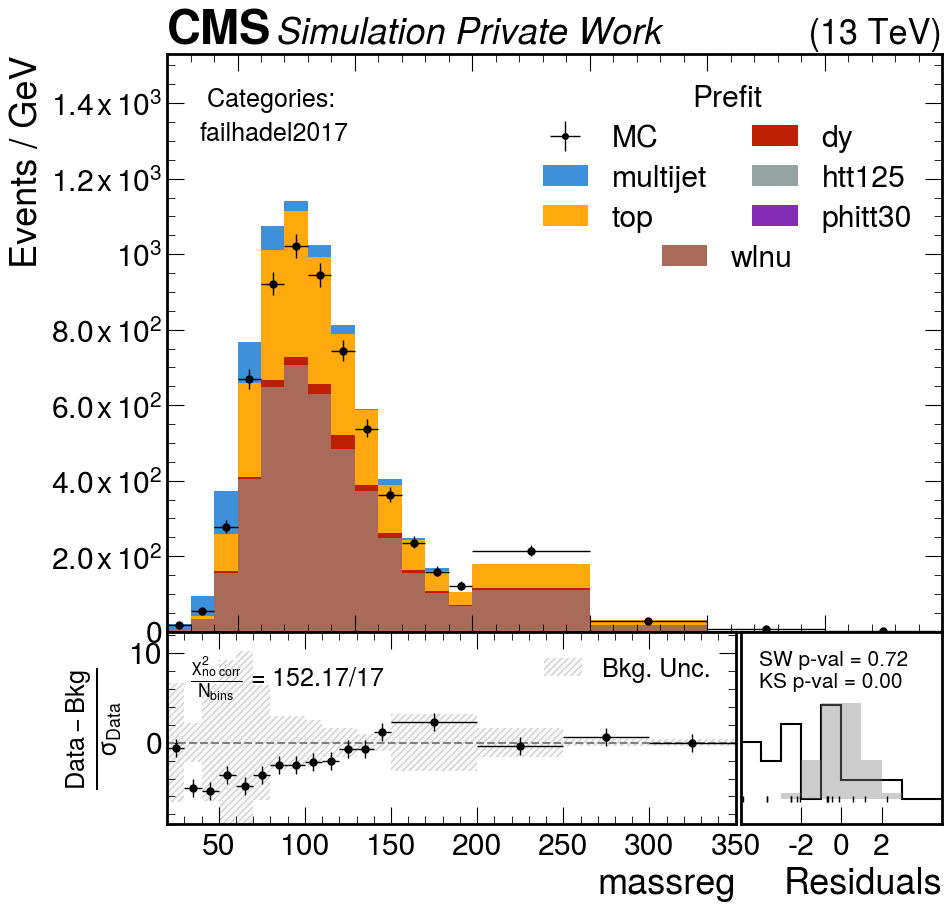 CMS Simulation Private Work (13 TeV)
Events / GeV
1.4 x 10³
1.2 x 10³
10³
8.0 x 10²
6.0 x 10²
4.0 x 10²
2.0 x 10²
0
Categories:
failhadel2017
Prefit
MC
dy
multijet
htt125
top
phitt30
wlnu
Data – Bkg
σ_Data
10
0
χ²_no corr / N_bins = 152.17/17
Bkg. Unc.
SW p-val = 0.72
KS p-val = 0.00
50 100 150 200 250 300 350
-2 0 2
massreg
Residuals